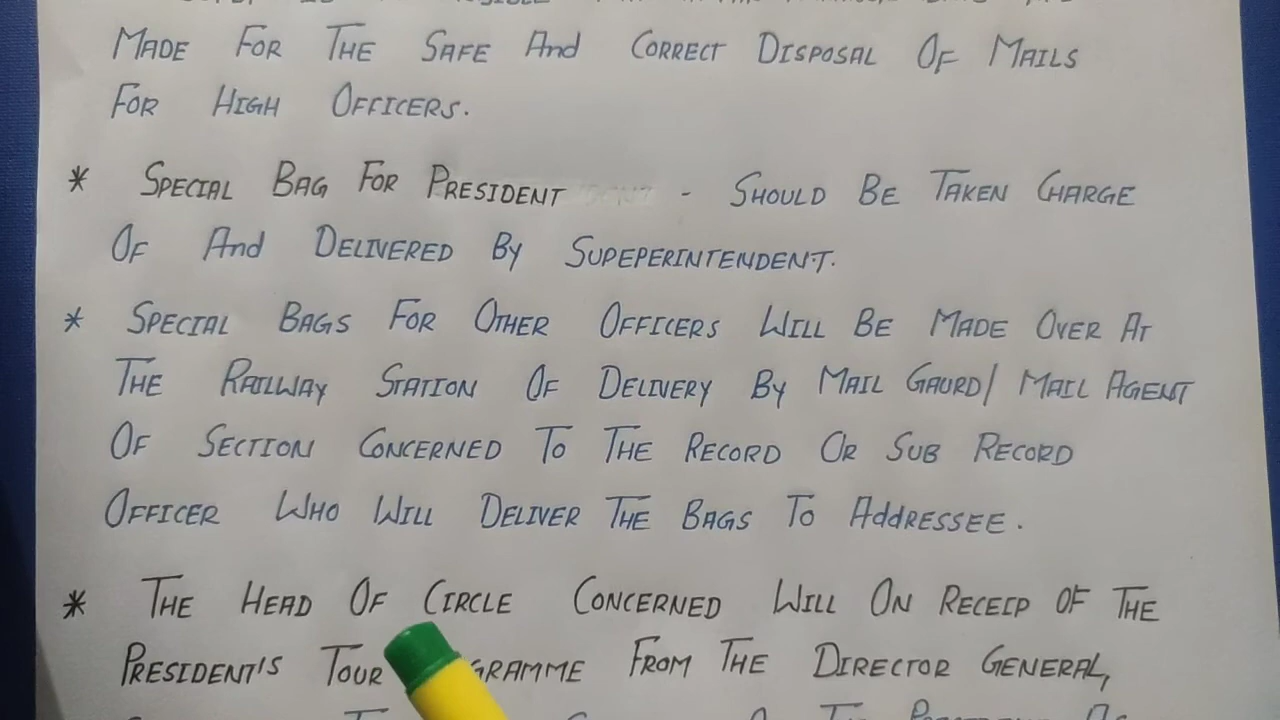 MADE FOR THE SAFE And CORRECT DISPOSAL OF MAILS
FOR HIGH OFFICERS.
* SPECIAL BAG FOR PRESIDENT - SHOULD BE TAKEN CHARGE
OF And DELIVERED By SUPEPERINTENDENT.
* SPECIAL BAGS FOR OTHER OFFICERS WILL BE MADE OVER AT
THE RAILWAY STATION OF DELIVERY By MAIL GAURD/ MAIL AGENT
OF SECTION CONCERNED TO THE RECORD OR SUB RECORD
OFFICER WHO WILL DELIVER THE BAGS TO AddRESSEE.
* THE HEAD OF CIRCLE CONCERNED WILL ON RECEIP OF THE
PRESIDENT'S TOUR GRAMME FROM THE DIRECTOR GENERAL,